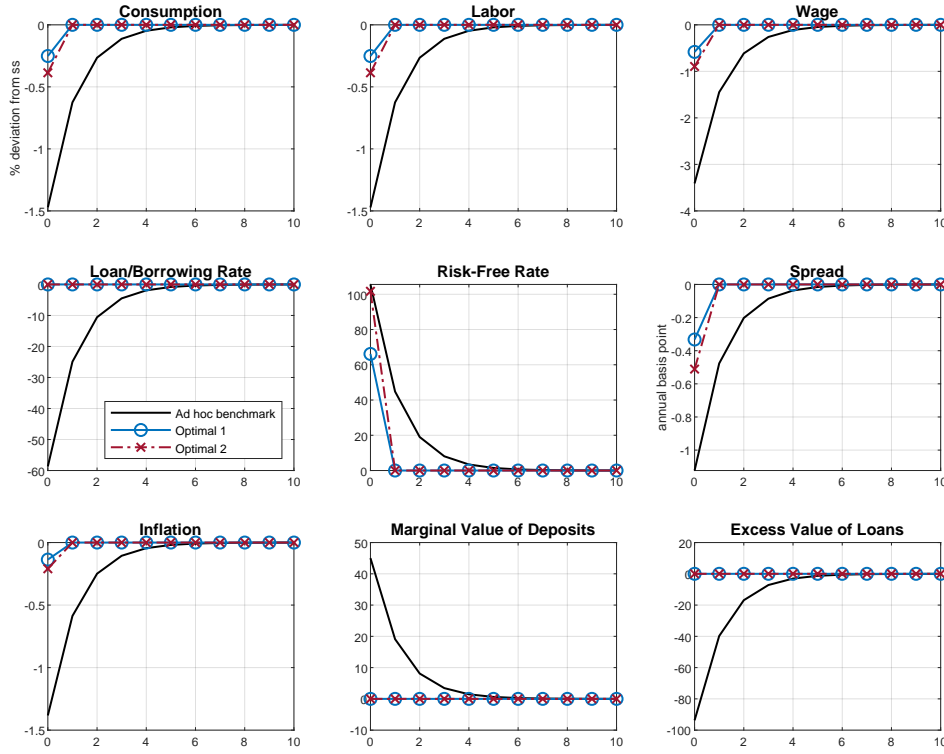 Consumption
Labor
Wage
% deviation from ss
0
-0.5
-1
-1.5
0 2 4 6 8 10
0
-0.5
-1
-1.5
0 2 4 6 8 10
0
-1
-2
-3
-4
0 2 4 6 8 10
Loan/Borrowing Rate
Risk-Free Rate
Spread
0
-10
-20
-30
-40
-50
-60
0 2 4 6 8 10
Ad hoc benchmark
Optimal 1
Optimal 2
100
80
60
40
20
0
0 2 4 6 8 10
annual basis point
0
-0.2
-0.4
-0.6
-0.8
-1
0 2 4 6 8 10
Inflation
Marginal Value of Deposits
Excess Value of Loans
0
-0.5
-1
-1.5
0 2 4 6 8 10
50
40
30
20
10
0
-10
0 2 4 6 8 10
20
0
-20
-40
-60
-80
-100
0 2 4 6 8 10